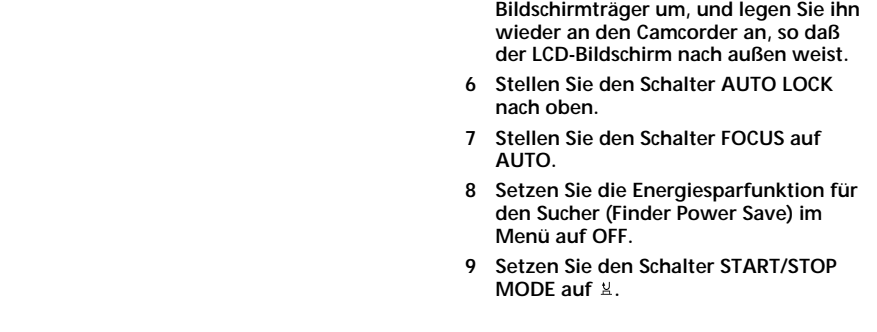 Bildschirmträger um, und legen Sie ihn
wieder an den Camcorder an, so daß
der LCD-Bildschirm nach außen weist.
6 Stellen Sie den Schalter AUTO LOCK
nach oben.
7 Stellen Sie den Schalter FOCUS auf
AUTO.
8 Setzen Sie die Energiesparfunktion für
den Sucher (Finder Power Save) im
Menü auf OFF.
9 Setzen Sie den Schalter START/STOP
MODE auf .